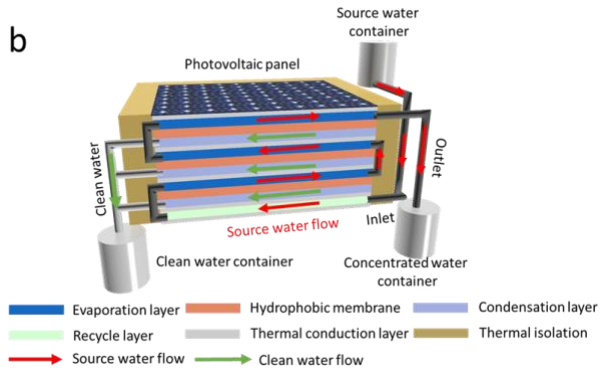 b
Source water
container
Photovoltaic panel
Clean water
Outlet
Inlet
Source water flow
Clean water container
Concentrated water
container
Evaporation layer
Hydrophobic membrane
Condensation layer
Recycle layer
Thermal conduction layer
Thermal isolation
Source water flow
Clean water flow